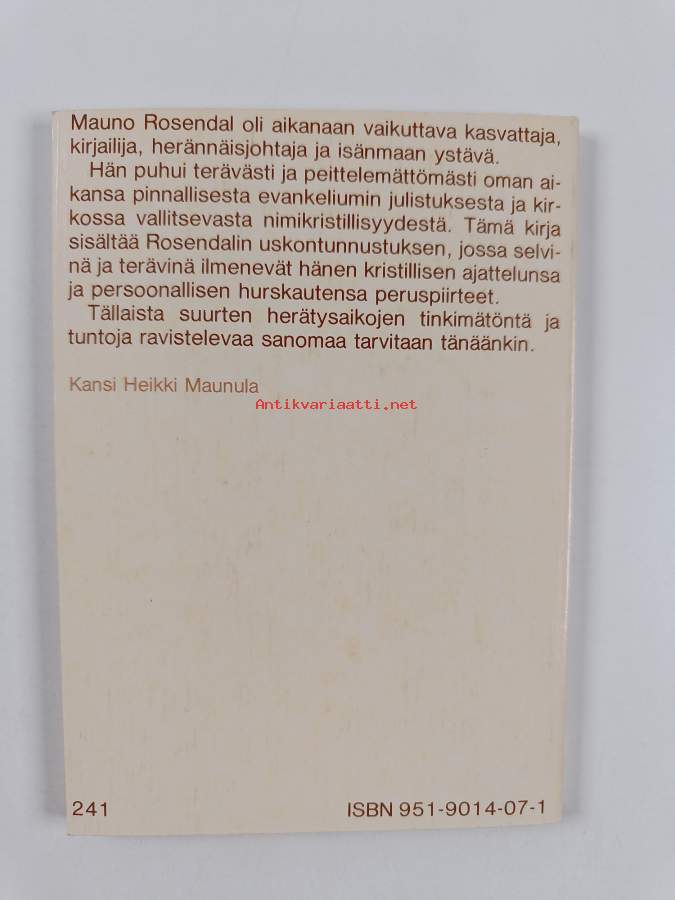 Mauno Rosendal oli aikanaan vaikuttava kasvattaja,
kirjailija, herännäisjohtaja ja isänmaan ystävä.
Hän puhui terävästi ja peittelemättömästi oman ai-
kansa pinnallisesta evankeliumin julistuksesta ja kir-
kossa vallitsevasta nimikristillisyydestä. Tämä kirja
sisältää Rosendalin uskontunnustuksen, jossa selvi-
nä ja terävinä ilmenevät hänen kristillisen ajattelunsa
ja persoonallisen hurskautensa peruspiirteet.
Tällaista suurten herätysaikojen tinkimätöntä ja
tuntoja ravistelevaa sanomaa tarvitaan tänäänkin.
Kansi Heikki Maunula
Antikvariaatti.net
241 ISBN 951-9014-07-1